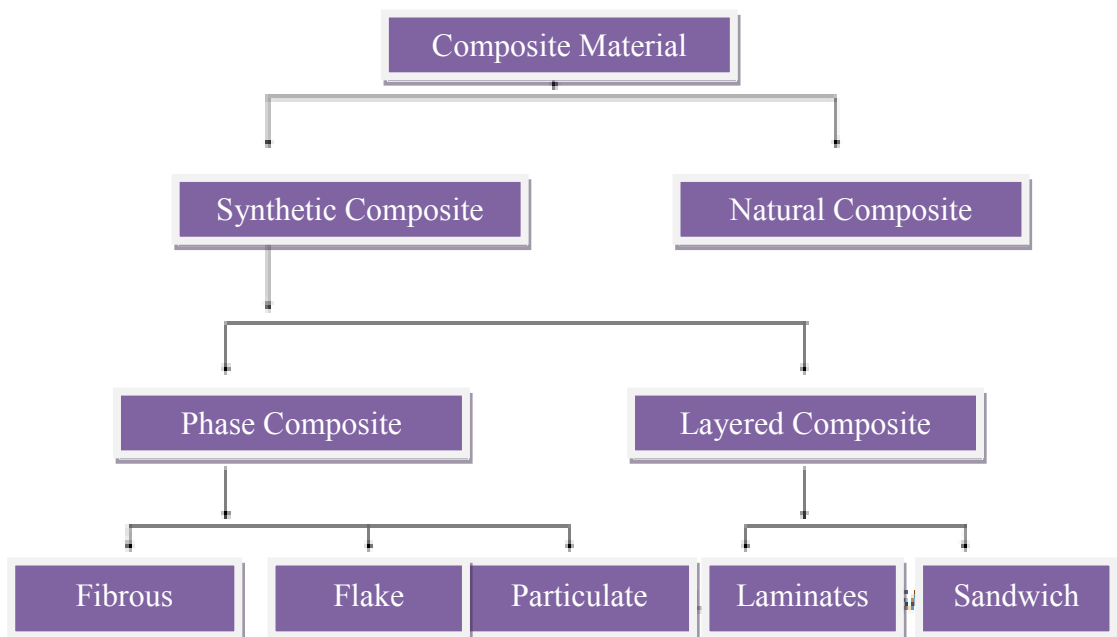 Composite Material
Synthetic Composite
Natural Composite
Phase Composite
Layered Composite
Fibrous
Flake
Particulate
Laminates
Sandwich